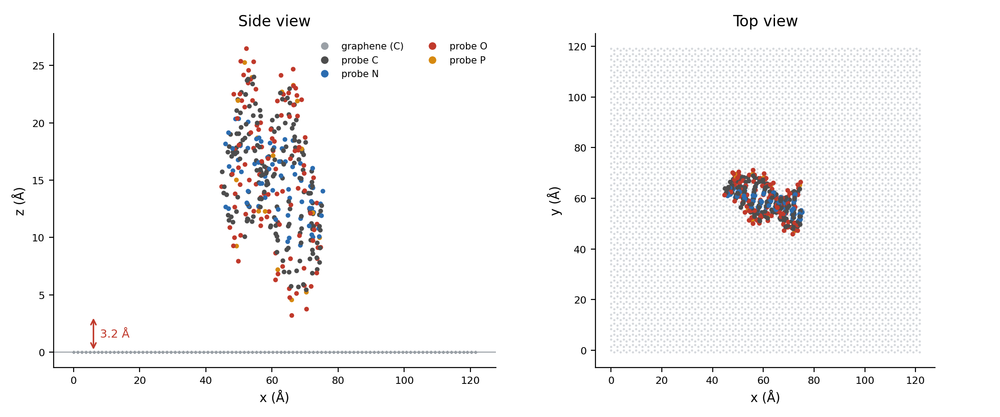 Side view
graphene (C)
probe C
probe N
probe O
probe P
z (Å)
25
20
15
10
5
0
3.2 Å
0 20 40 60 80 100 120
x (Å)
Top view
y (Å)
120
100
80
60
40
20
0
0 20 40 60 80 100 120
x (Å)